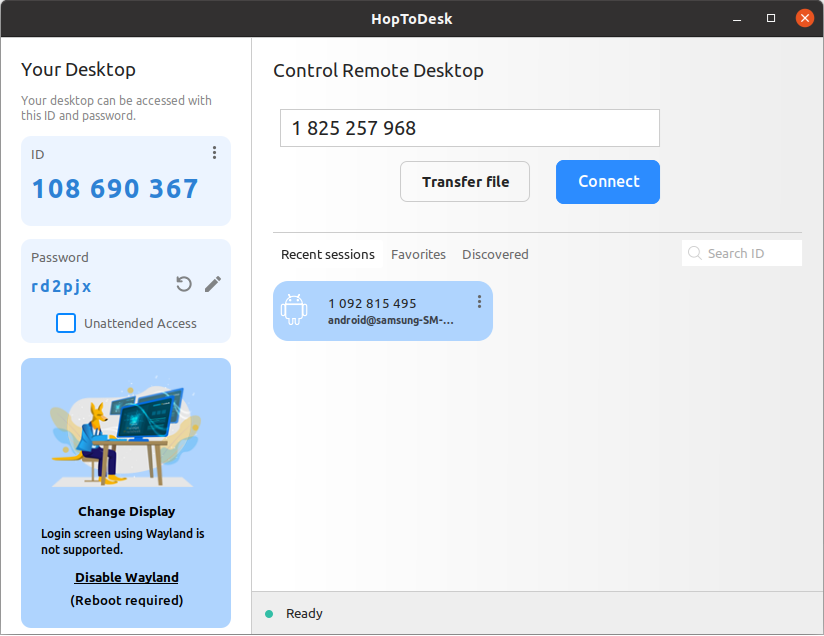 HopToDesk
Your Desktop
Your desktop can be accessed with
this ID and password.
ID
108 690 367
Password
rd2pjx
Unattended Access
Change Display
Login screen using Wayland is
not supported.
Disable Wayland
(Reboot required)
Control Remote Desktop
1 825 257 968
Transfer file
Connect
Recent sessions
Favorites
Discovered
Search ID
1 092 815 495
android@samsung-SM-...
Ready